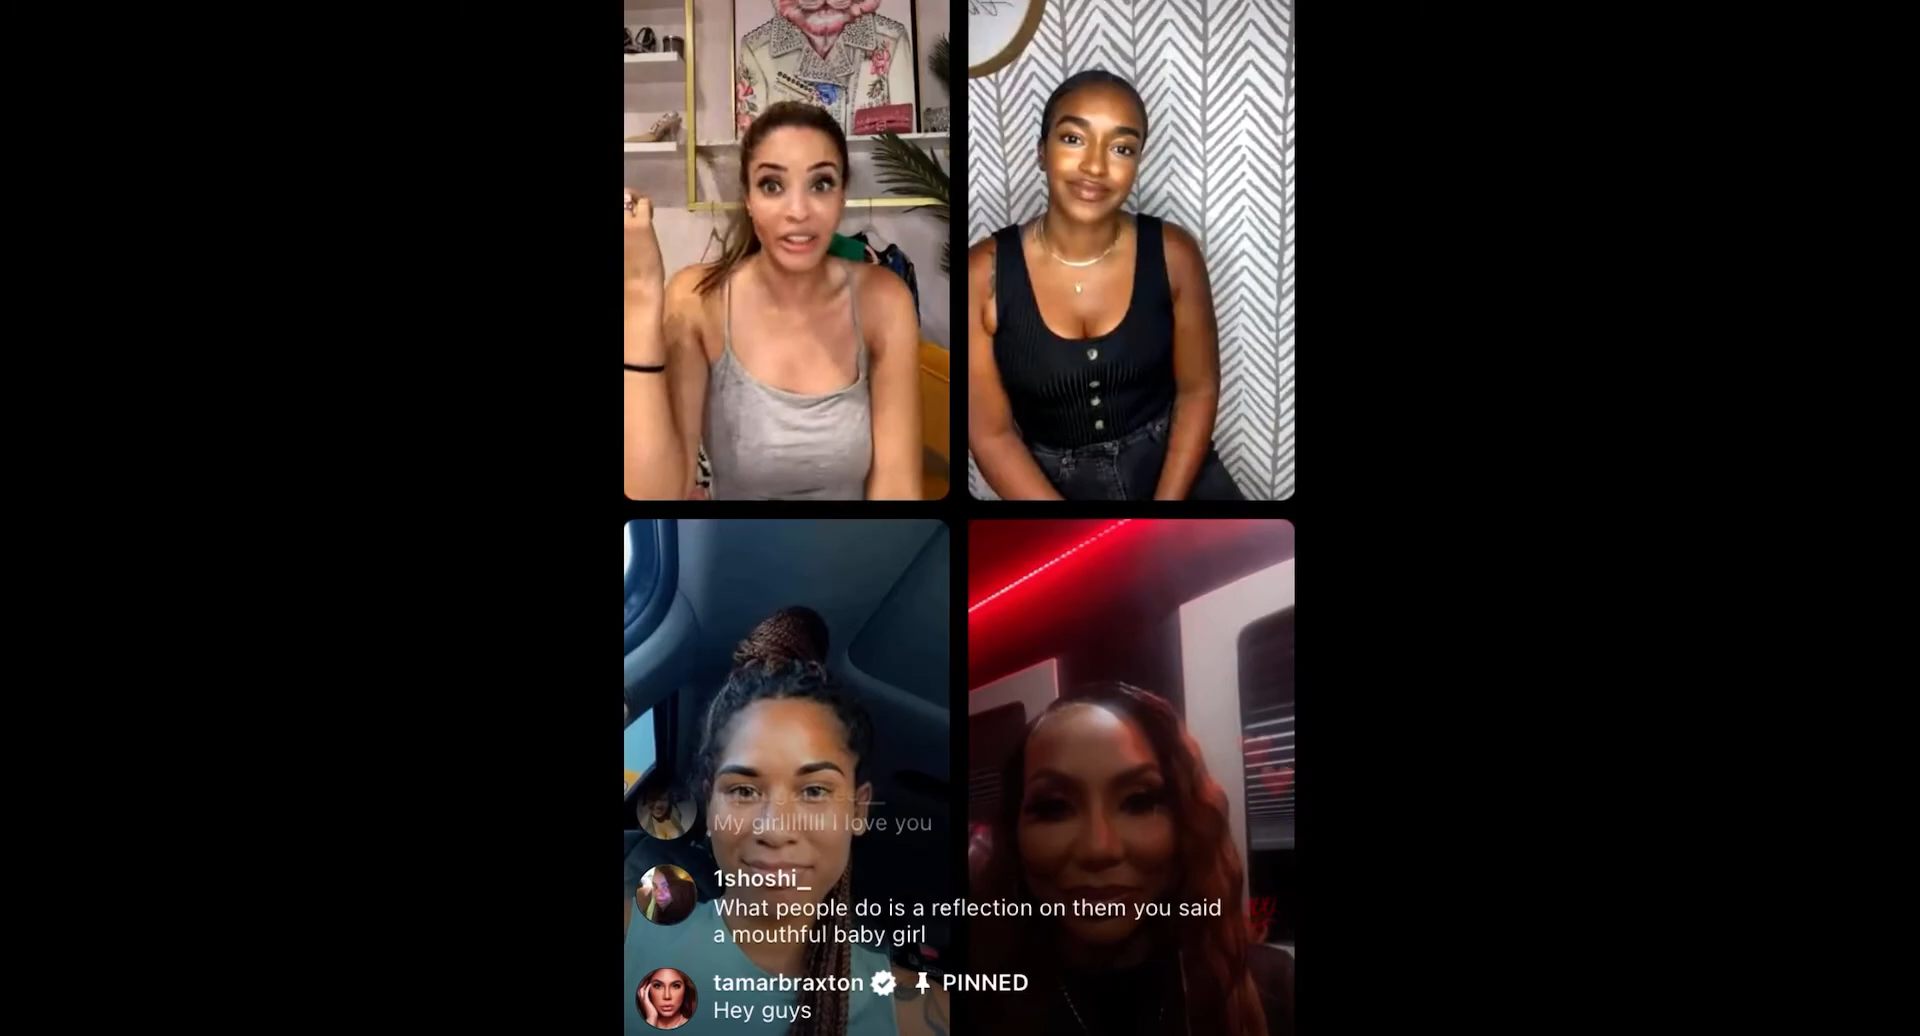 My girllllllll I love you
1shoshi_
What people do is a reflection on them you said
a mouthful baby girl
tamarbraxton PINNED
Hey guys